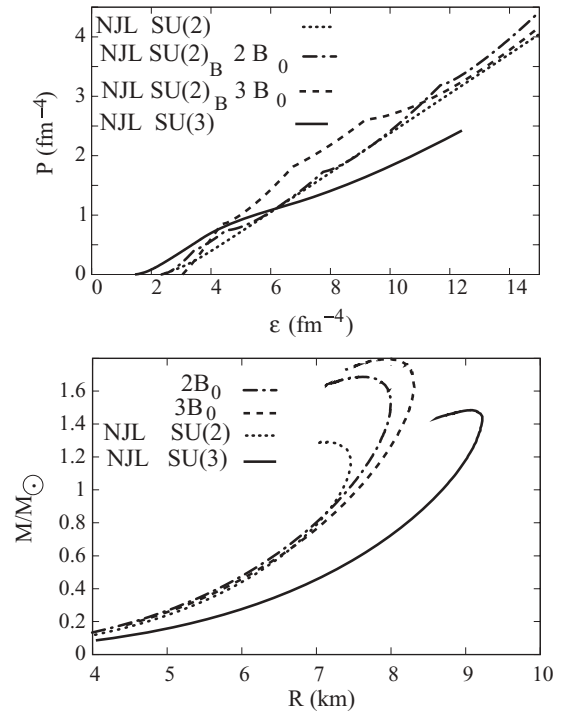 NJL SU(2)
NJL SU(2)B 2 B0
NJL SU(2)B 3 B0
NJL SU(3)
P (fm−4)
4
3
2
1
0
0 2 4 6 8 10 12 14
ε (fm−4)
2B0
3B0
NJL SU(2)
NJL SU(3)
M/M⊙
1.6
1.4
1.2
1
0.8
0.6
0.4
0.2
0
4 5 6 7 8 9 10
R (km)